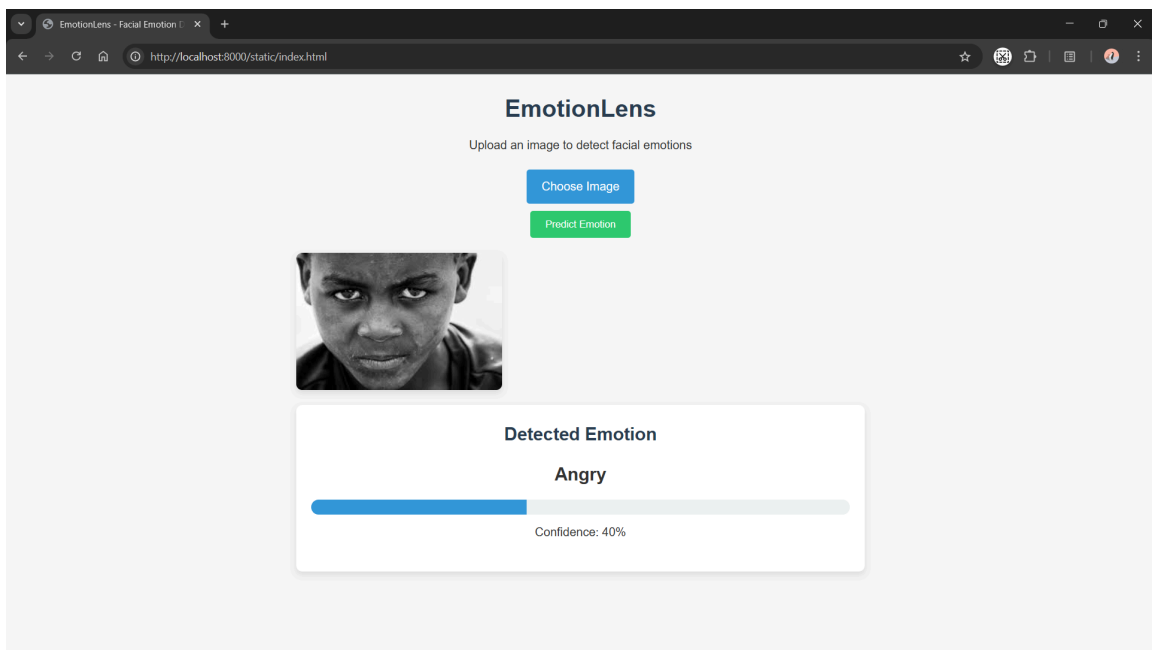 EmotionLens - Facial Emotion D
http://localhost:8000/static/index.html
EmotionLens
Upload an image to detect facial emotions
Choose Image
Predict Emotion
Detected Emotion
Angry
Confidence: 40%